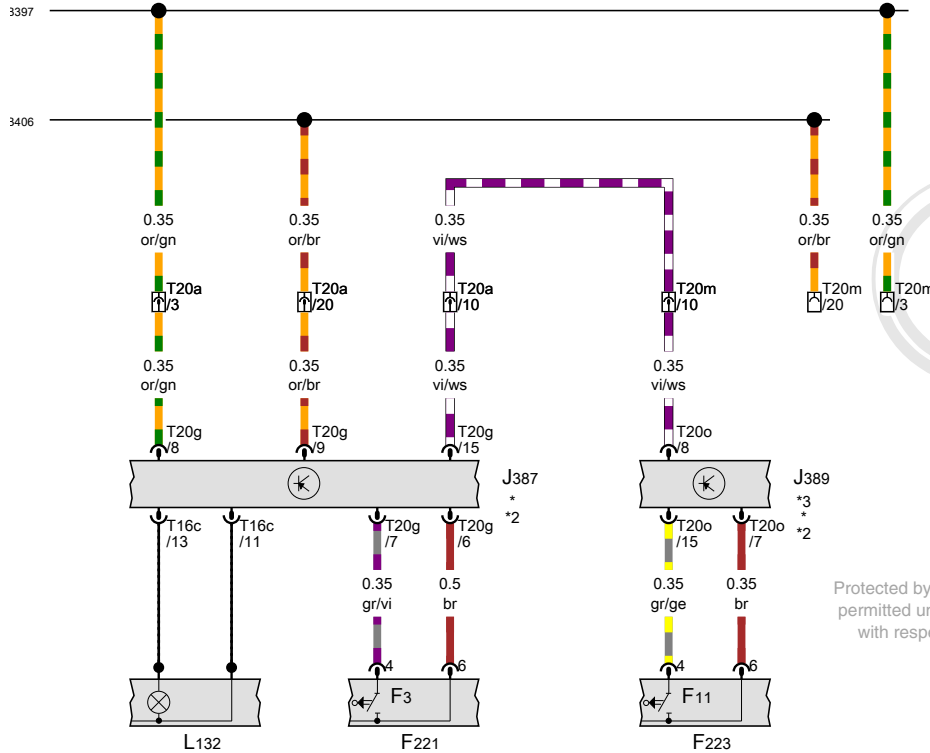 3397
3406
0.35 0.35 0.35 0.35 0.35
or/gn or/br vi/ws or/br or/gn
T20a T20a T20a T20m T20m T20m
/3 /20 /10 /10 /20 /3
0.35 0.35 0.35 0.35
or/gn or/br vi/ws vi/ws
T20g T20g T20g T20o
/8 /9 /15 /8
J387 J389
* *3
*2 *
*2
T16c T16c T20g T20g T20o T20o
/13 /11 /7 /6 /15 /7
0.35 0.5 0.35 0.35
gr/vi br gr/ge br
Protected by
permitted un
with respe
4 6 4 6
F3 F11
L132 F221 F223